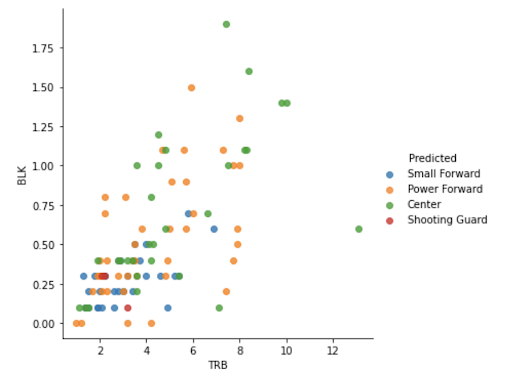 1.75
1.50
1.25
1.00
0.75
0.50
0.25
0.00
BLK
2 4 6 8 10 12
TRB
Predicted
Small Forward
Power Forward
Center
Shooting Guard